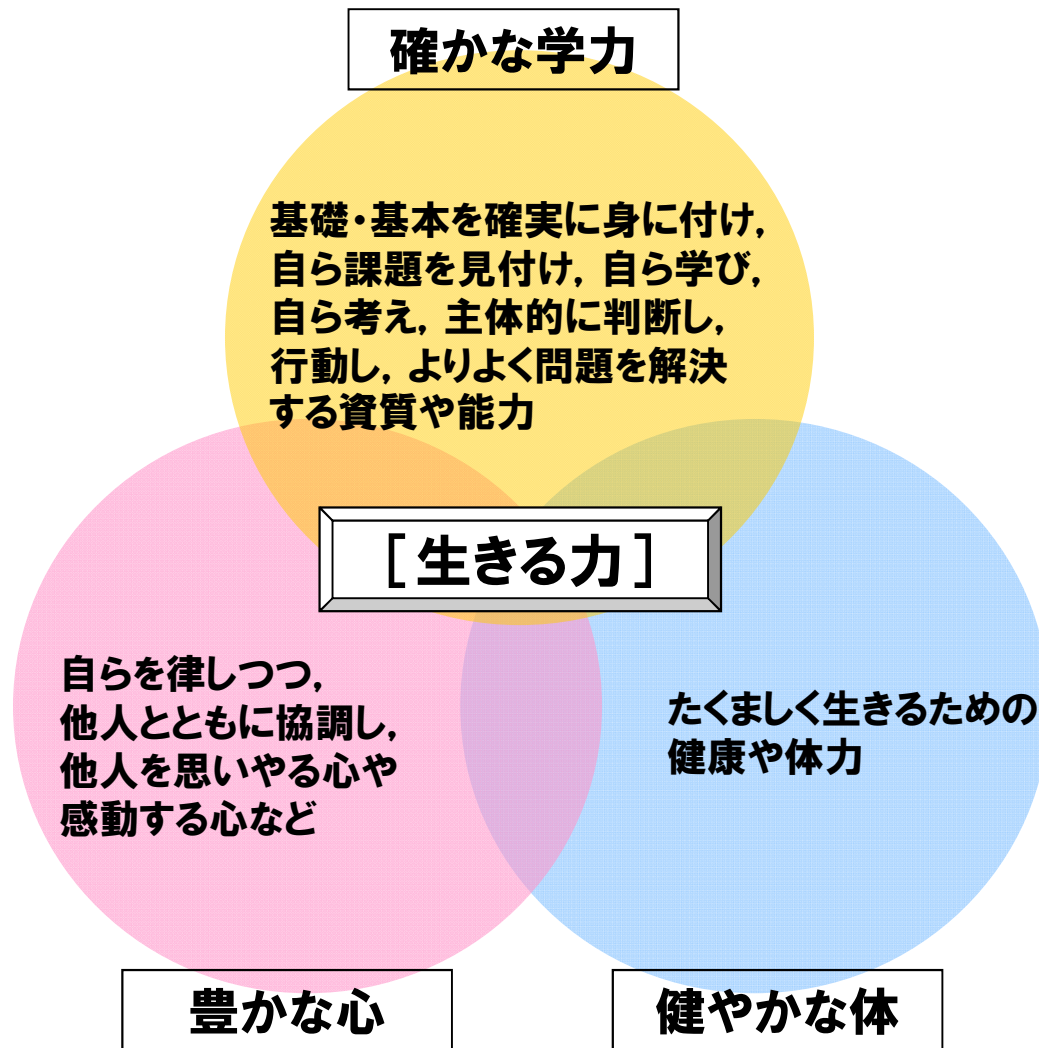 確かな学力
基礎・基本を確実に身に付け,
自ら課題を見付け, 自ら学び,
自ら考え, 主体的に判断し,
行動し, よりよく問題を解決
する資質や能力
[生きる力]
自らを律しつつ,
他人とともに協調し,
他人を思いやる心や
感動する心など
たくましく生きるための
健康や体力
豊かな心
健やかな体